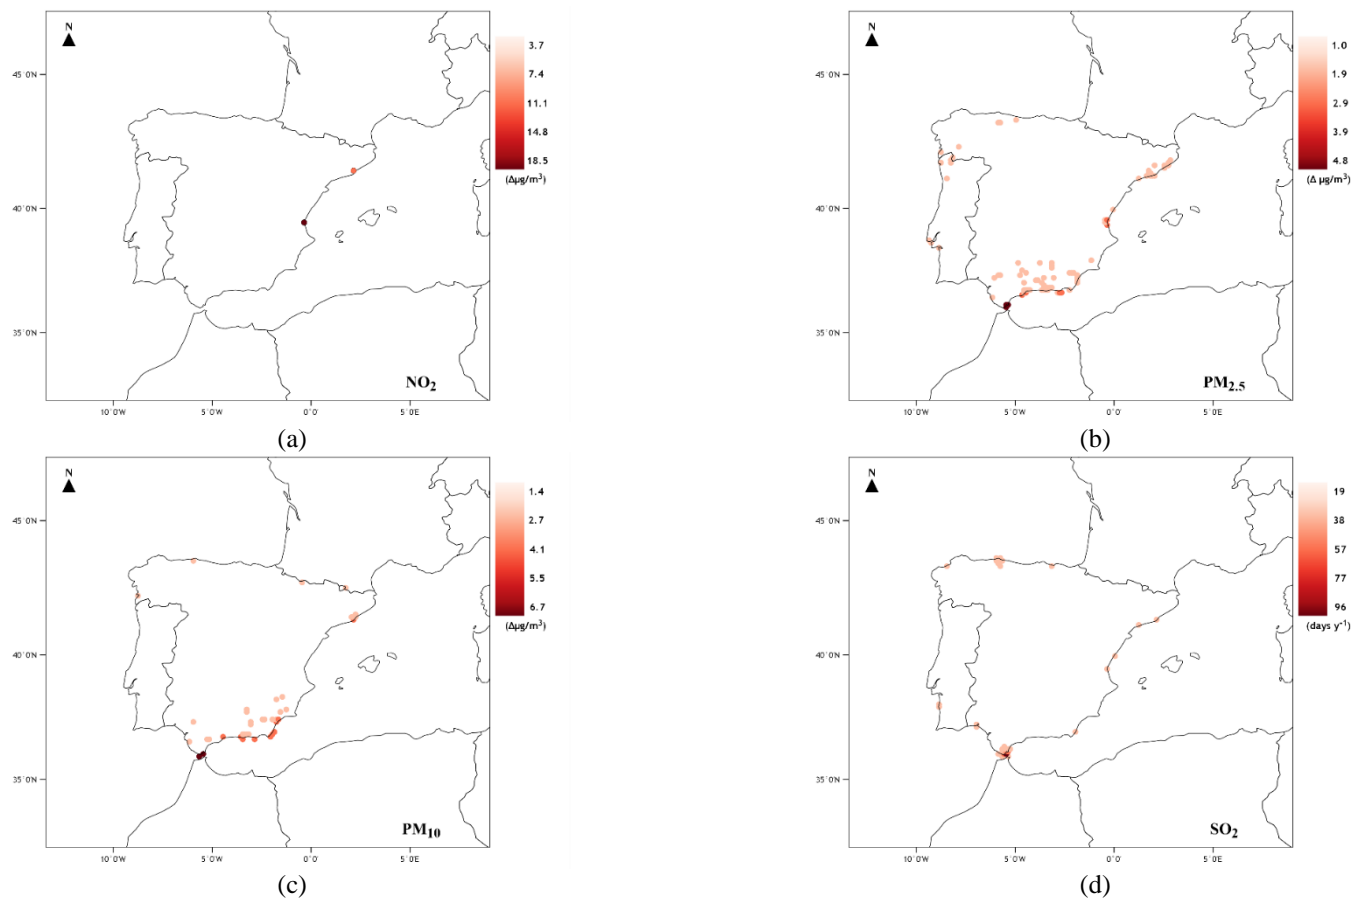 N
45°0'N
40°0'N
35°0'N
10°0'W 5°0'W 0°0' 5°0'E
3.7
7.4
11.1
14.8
18.5
(Δμg/m³)
NO₂
(a)
N
45°0'N
40°0'N
35°0'N
10°0'W 5°0'W 0°0' 5°0'E
1.0
1.9
2.9
3.9
4.8
(Δ μg/m³)
PM₂.₅
(b)
N
45°0'N
40°0'N
35°0'N
10°0'W 5°0'W 0°0' 5°0'E
1.4
2.7
4.1
5.5
6.7
(Δμg/m³)
PM₁₀
(c)
N
45°0'N
40°0'N
35°0'N
10°0'W 5°0'W 0°0' 5°0'E
19
38
57
77
96
(days y⁻¹)
SO₂
(d)